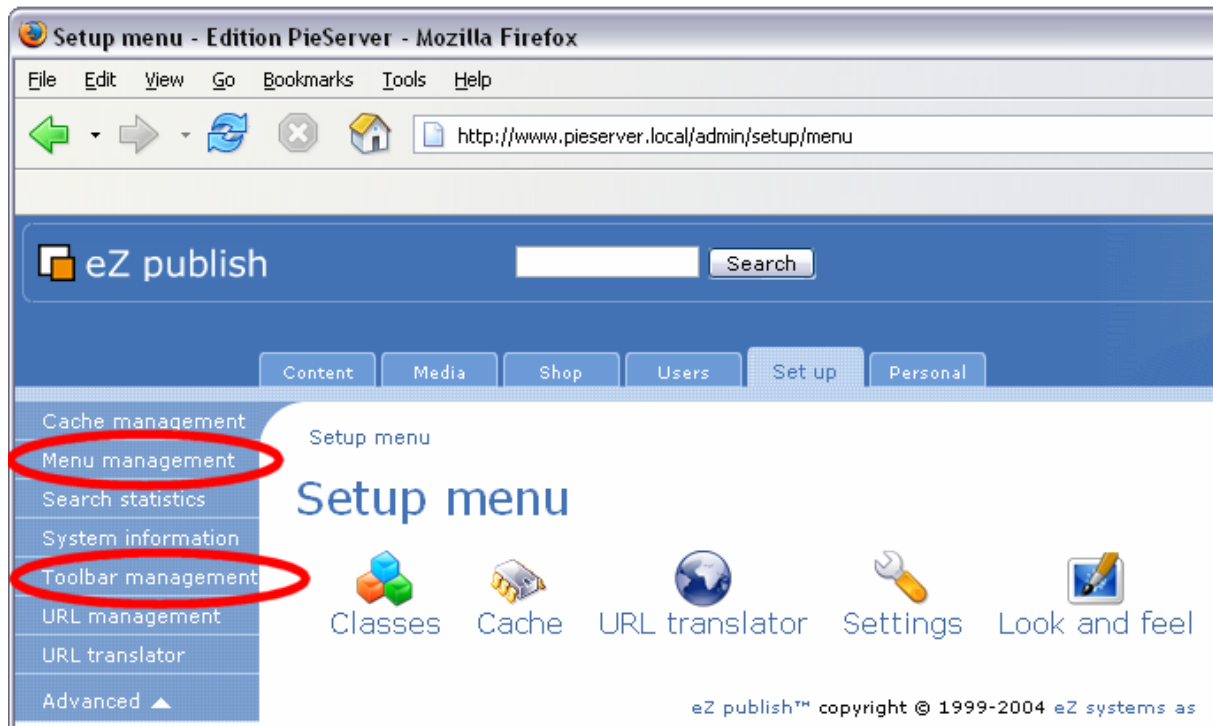 Setup menu - Edition PieServer - Mozilla Firefox
File Edit View Go Bookmarks Tools Help
http://www.pieserver.local/admin/setup/menu
eZ publish
Search
Content Media Shop Users Set up Personal
Cache management
Menu management
Search statistics
System information
Toolbar management
URL management
URL translator
Advanced
Setup menu
Setup menu
Classes Cache URL translator Settings Look and feel
eZ publish™ copyright © 1999-2004 eZ systems as